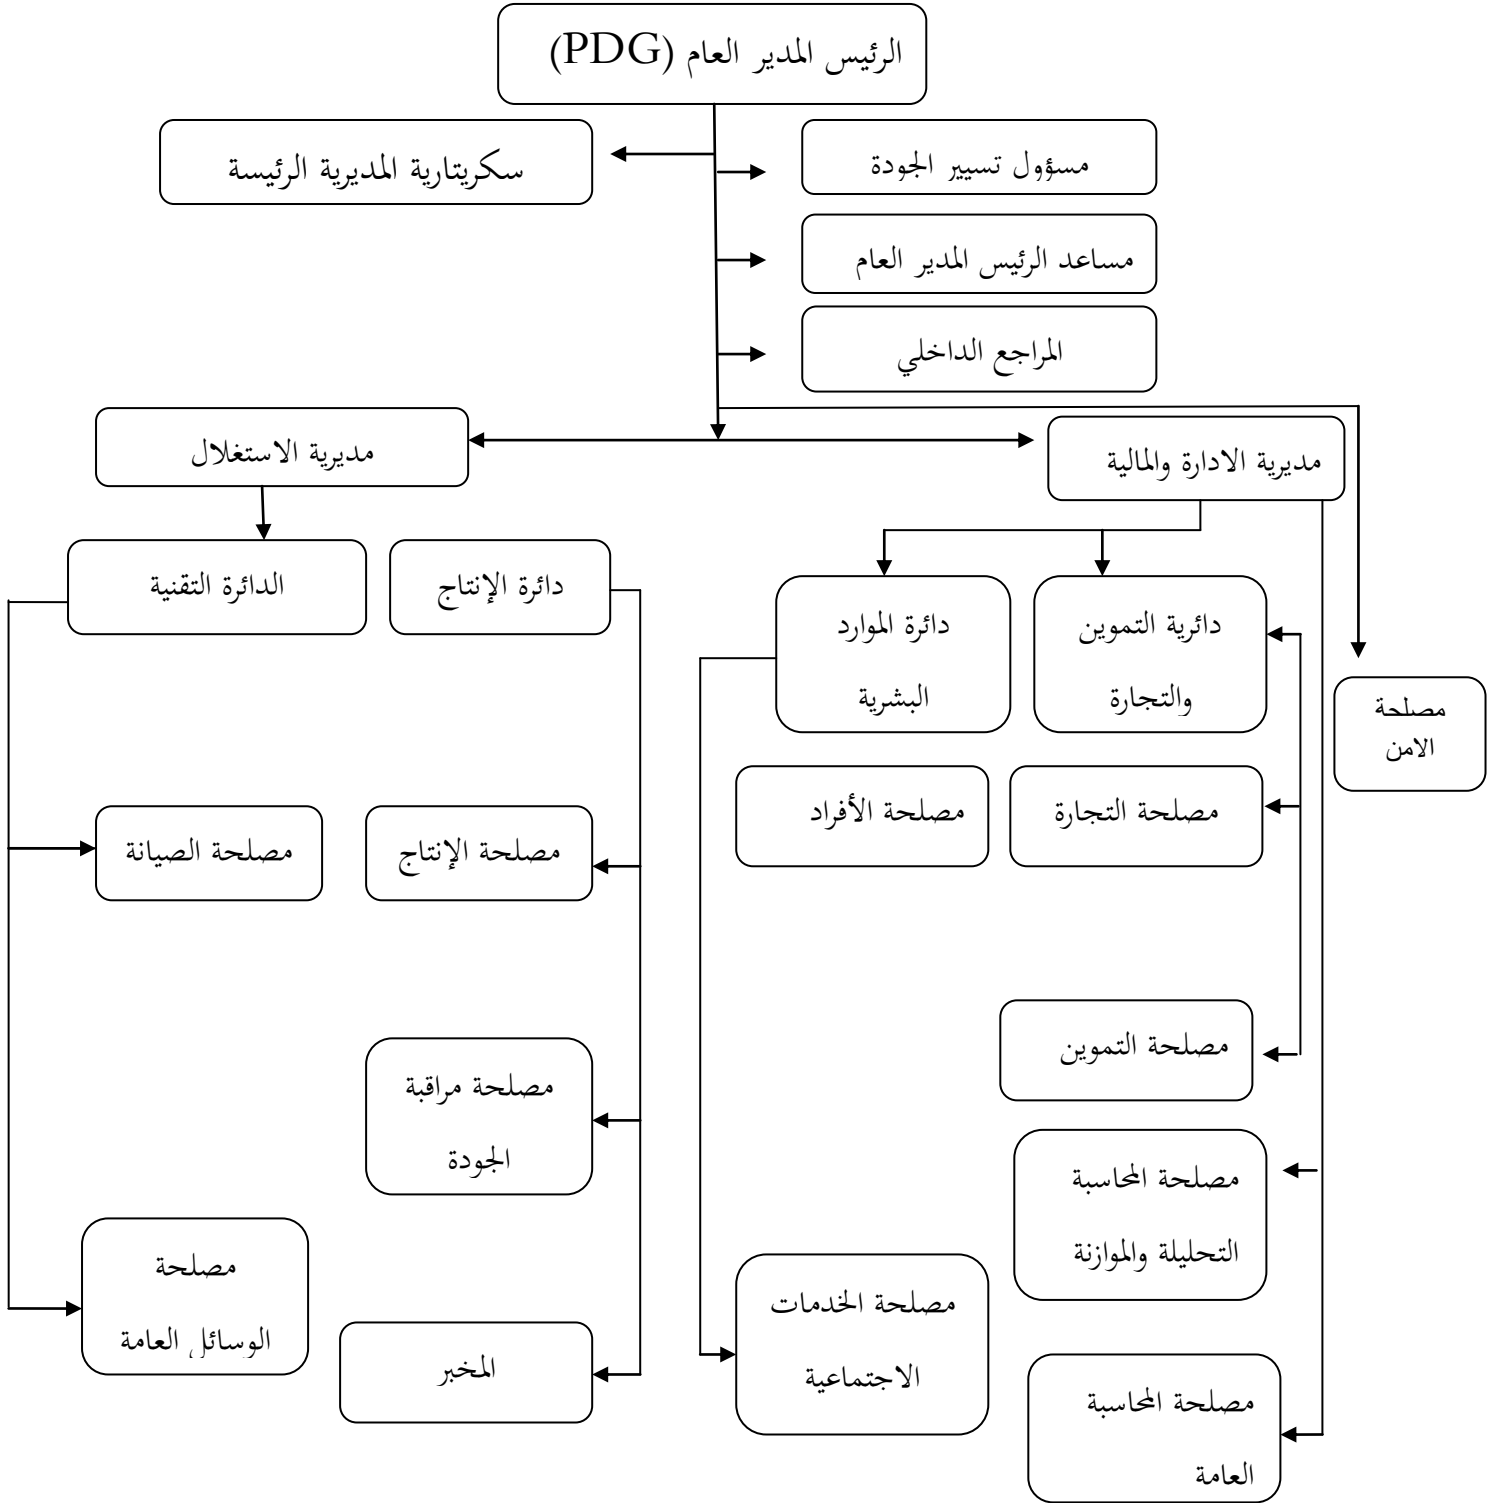 الرئيس المدير العام (PDG)
مسؤول تسيير الجودة
سكريتارية المديرية الرئيسة
مساعد الرئيس المدير العام
المراجع الداخلي
مديرية الادارة والمالية
مديرية الاستغلال
مصلحة
الامن
دائرية التموين
والتجارة
دائرة الموارد
البشرية
دائرة الإنتاج
الدائرة التقنية
مصلحة التجارة
مصلحة الأفراد
مصلحة الإنتاج
مصلحة الصيانة
مصلحة التموين
مصلحة مراقبة
الجودة
مصلحة المحاسبة
التحليلة والموازنة
مصلحة
الوسائل العامة
مصلحة الخدمات
الاجتماعية
المخبر
مصلحة المحاسبة
العامة